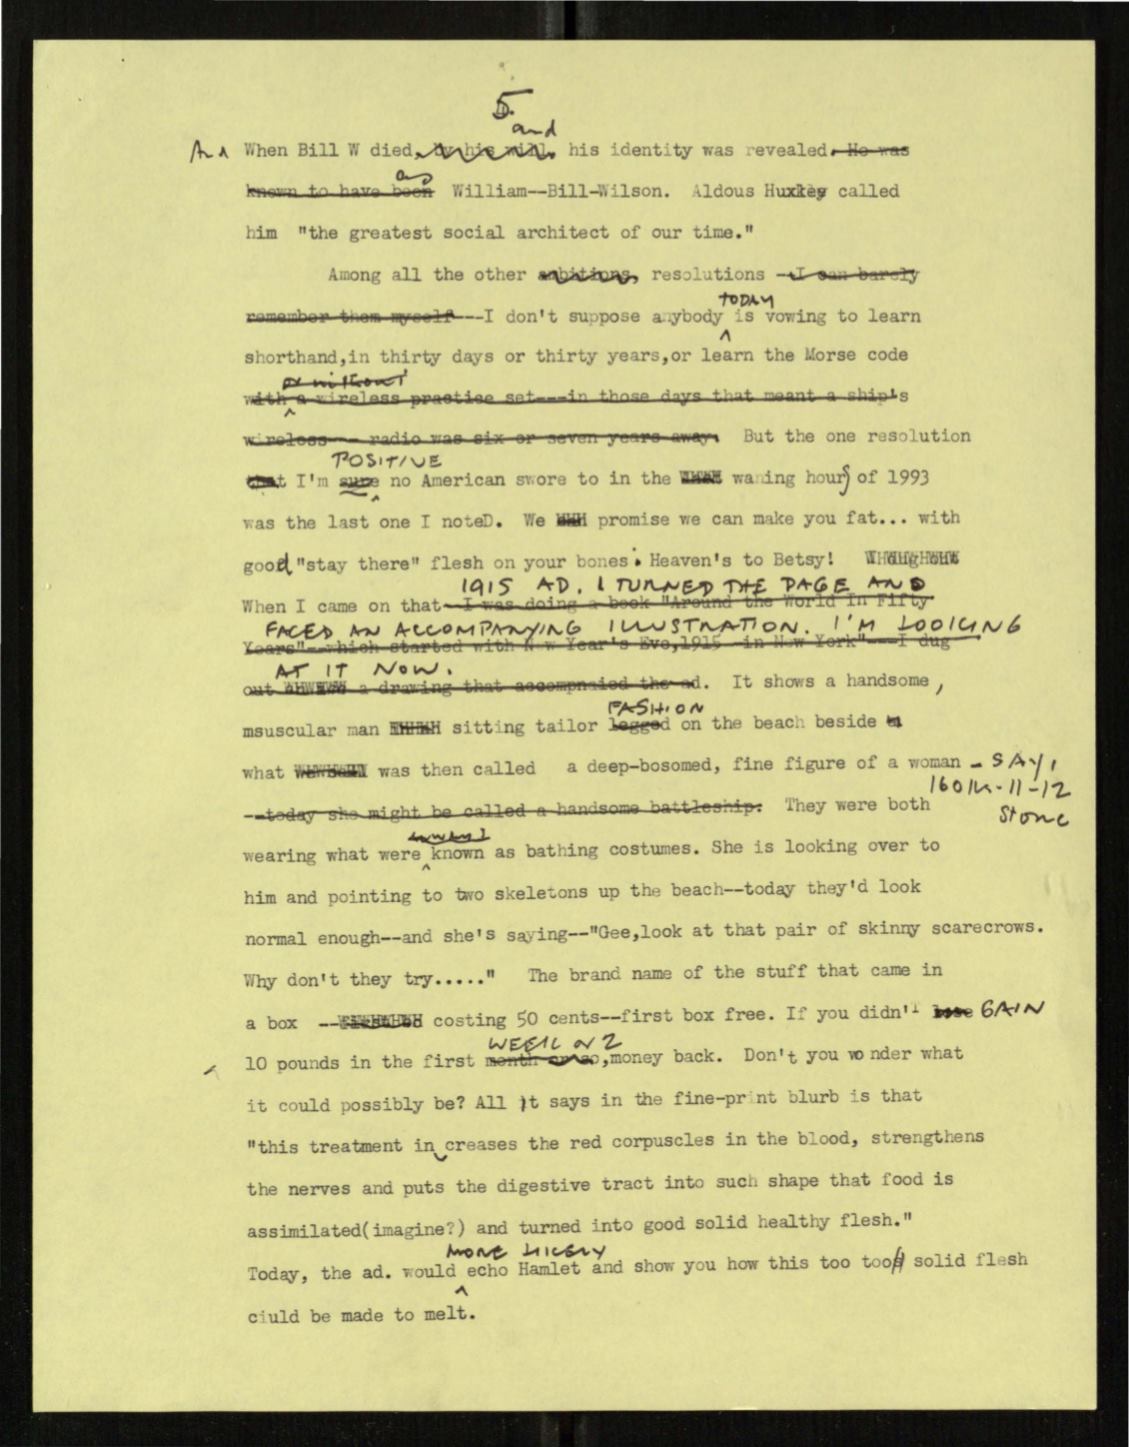 5.
and
And When Bill W died, by his will, his identity was revealed. He was
as
known to have been William--Bill-Wilson. Aldous Huxley called
him "the greatest social architect of our time."
Among all the other ambitions, resolutions --I can barely
TODAY
remember them myself---I don't suppose anybody is vowing to learn
shorthand,in thirty days or thirty years,or learn the Morse code
or without
with a wireless practice set---in those days that meant a ship's
wireless-- radio was six or seven years away. But the one resolution
POSITIVE
that I'm sure no American swore to in the waning hours of 1993
was the last one I noteD. We promise we can make you fat... with
good "stay there" flesh on your bones. Heaven's to Betsy!
1915 AD. I TURNED THE PAGE AND
When I came on that--I was doing a book "Around the World In Fifty
FACED AN ACCOMPANYING ILLUSTRATION. I'M LOOKING
Years"--which started with New Year's Eve,1915 in New York"---I dug
AT IT NOW.
out a drawing that accompnaied the ad. It shows a handsome,
FASHION
msuscular man sitting tailor legged on the beach beside
what was then called a deep-bosomed, fine figure of a woman - SAY,
160 lbs-11-12
--today she might be called a handsome battleship. They were both
stone
wearing what were known as bathing costumes. She is looking over to
him and pointing to two skeletons up the beach--today they'd look
normal enough--and she's saying--"Gee,look at that pair of skinny scarecrows.
Why don't they try....." The brand name of the stuff that came in
a box -- costing 50 cents--first box free. If you didn't lose GAIN
WEEK OR 2
10 pounds in the first month or so,money back. Don't you wo nder what
it could possibly be? All it says in the fine-print blurb is that
"this treatment in creases the red corpuscles in the blood, strengthens
the nerves and puts the digestive tract into such shape that food is
assimilated(imagine?) and turned into good solid healthy flesh."
MORE LIKELY
Today, the ad. would echo Hamlet and show you how this too too solid flesh
ciuld be made to melt.